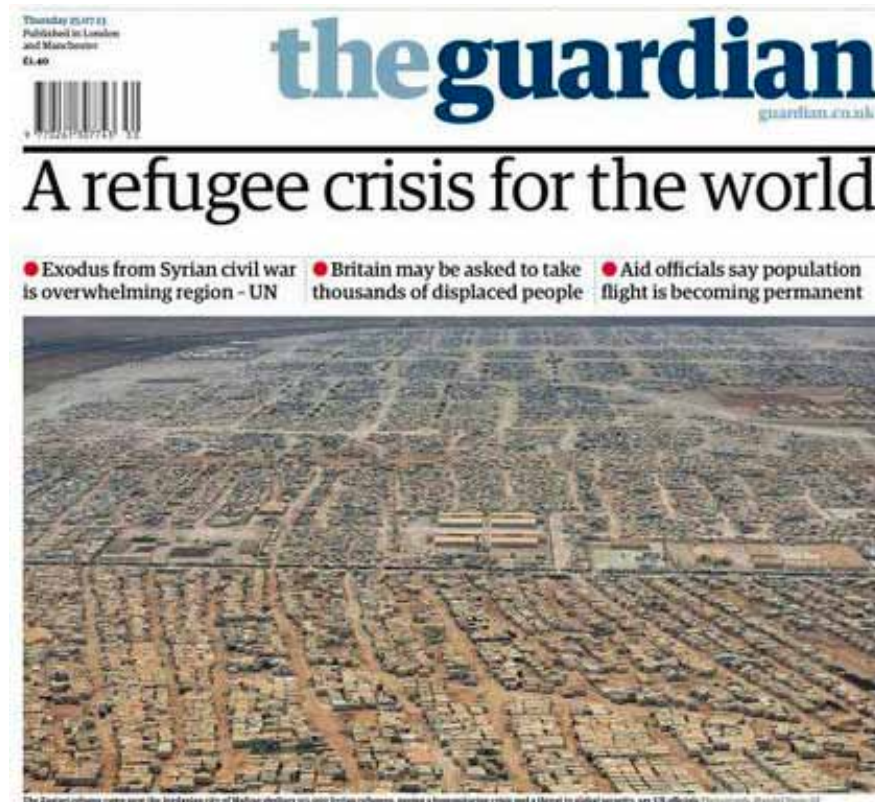 Thursday 25.07.13
Published in London
and Manchester
£1.40
theguardian
guardian.co.uk
A refugee crisis for the world
Exodus from Syrian civil war
is overwhelming region – UN
Britain may be asked to take
thousands of displaced people
Aid officials say population
flight is becoming permanent